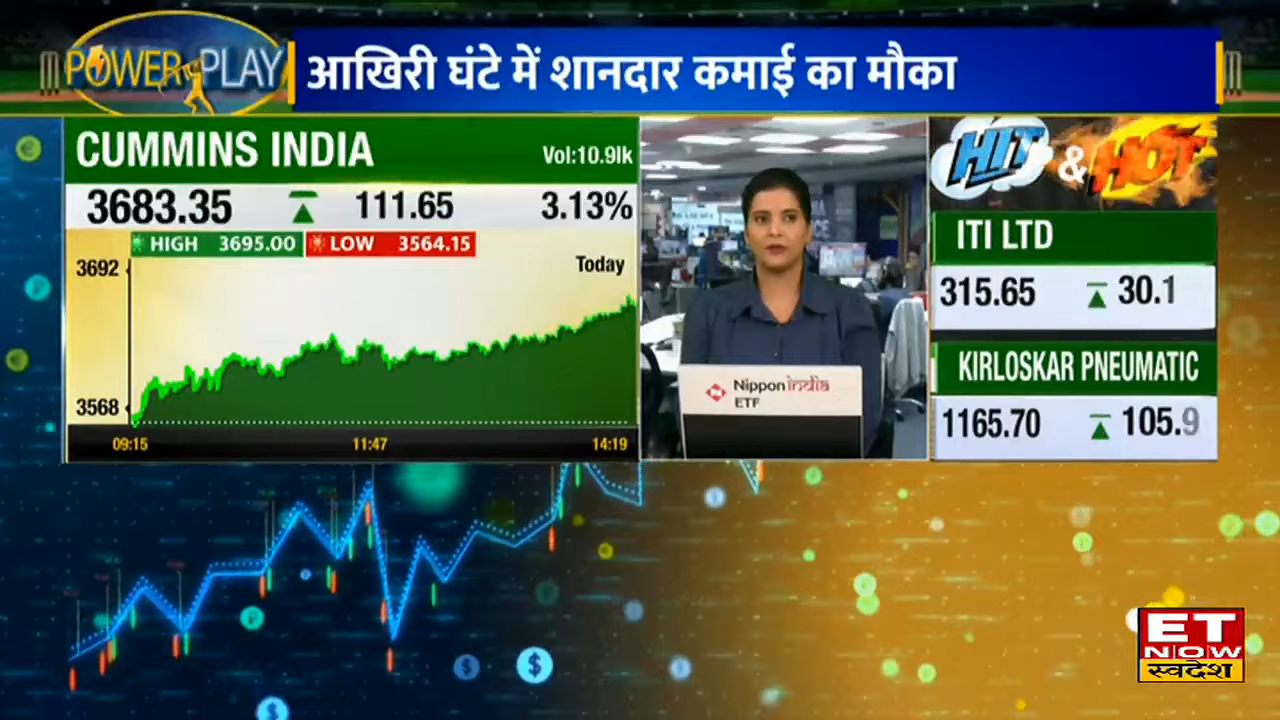 POWER PLAY
आखिरी घंटे में शानदार कमाई का मौका
CUMMINS INDIA
Vol:10.9lk
3683.35 111.65 3.13%
HIGH 3695.00 LOW 3564.15
3692
Today
3568
09:15 11:47 14:19
Nippon india
ETF
HIT & HOT
ITI LTD
315.65 30.1
KIRLOSKAR PNEUMATIC
1165.70 105.9
ET
NOW
स्वदेश